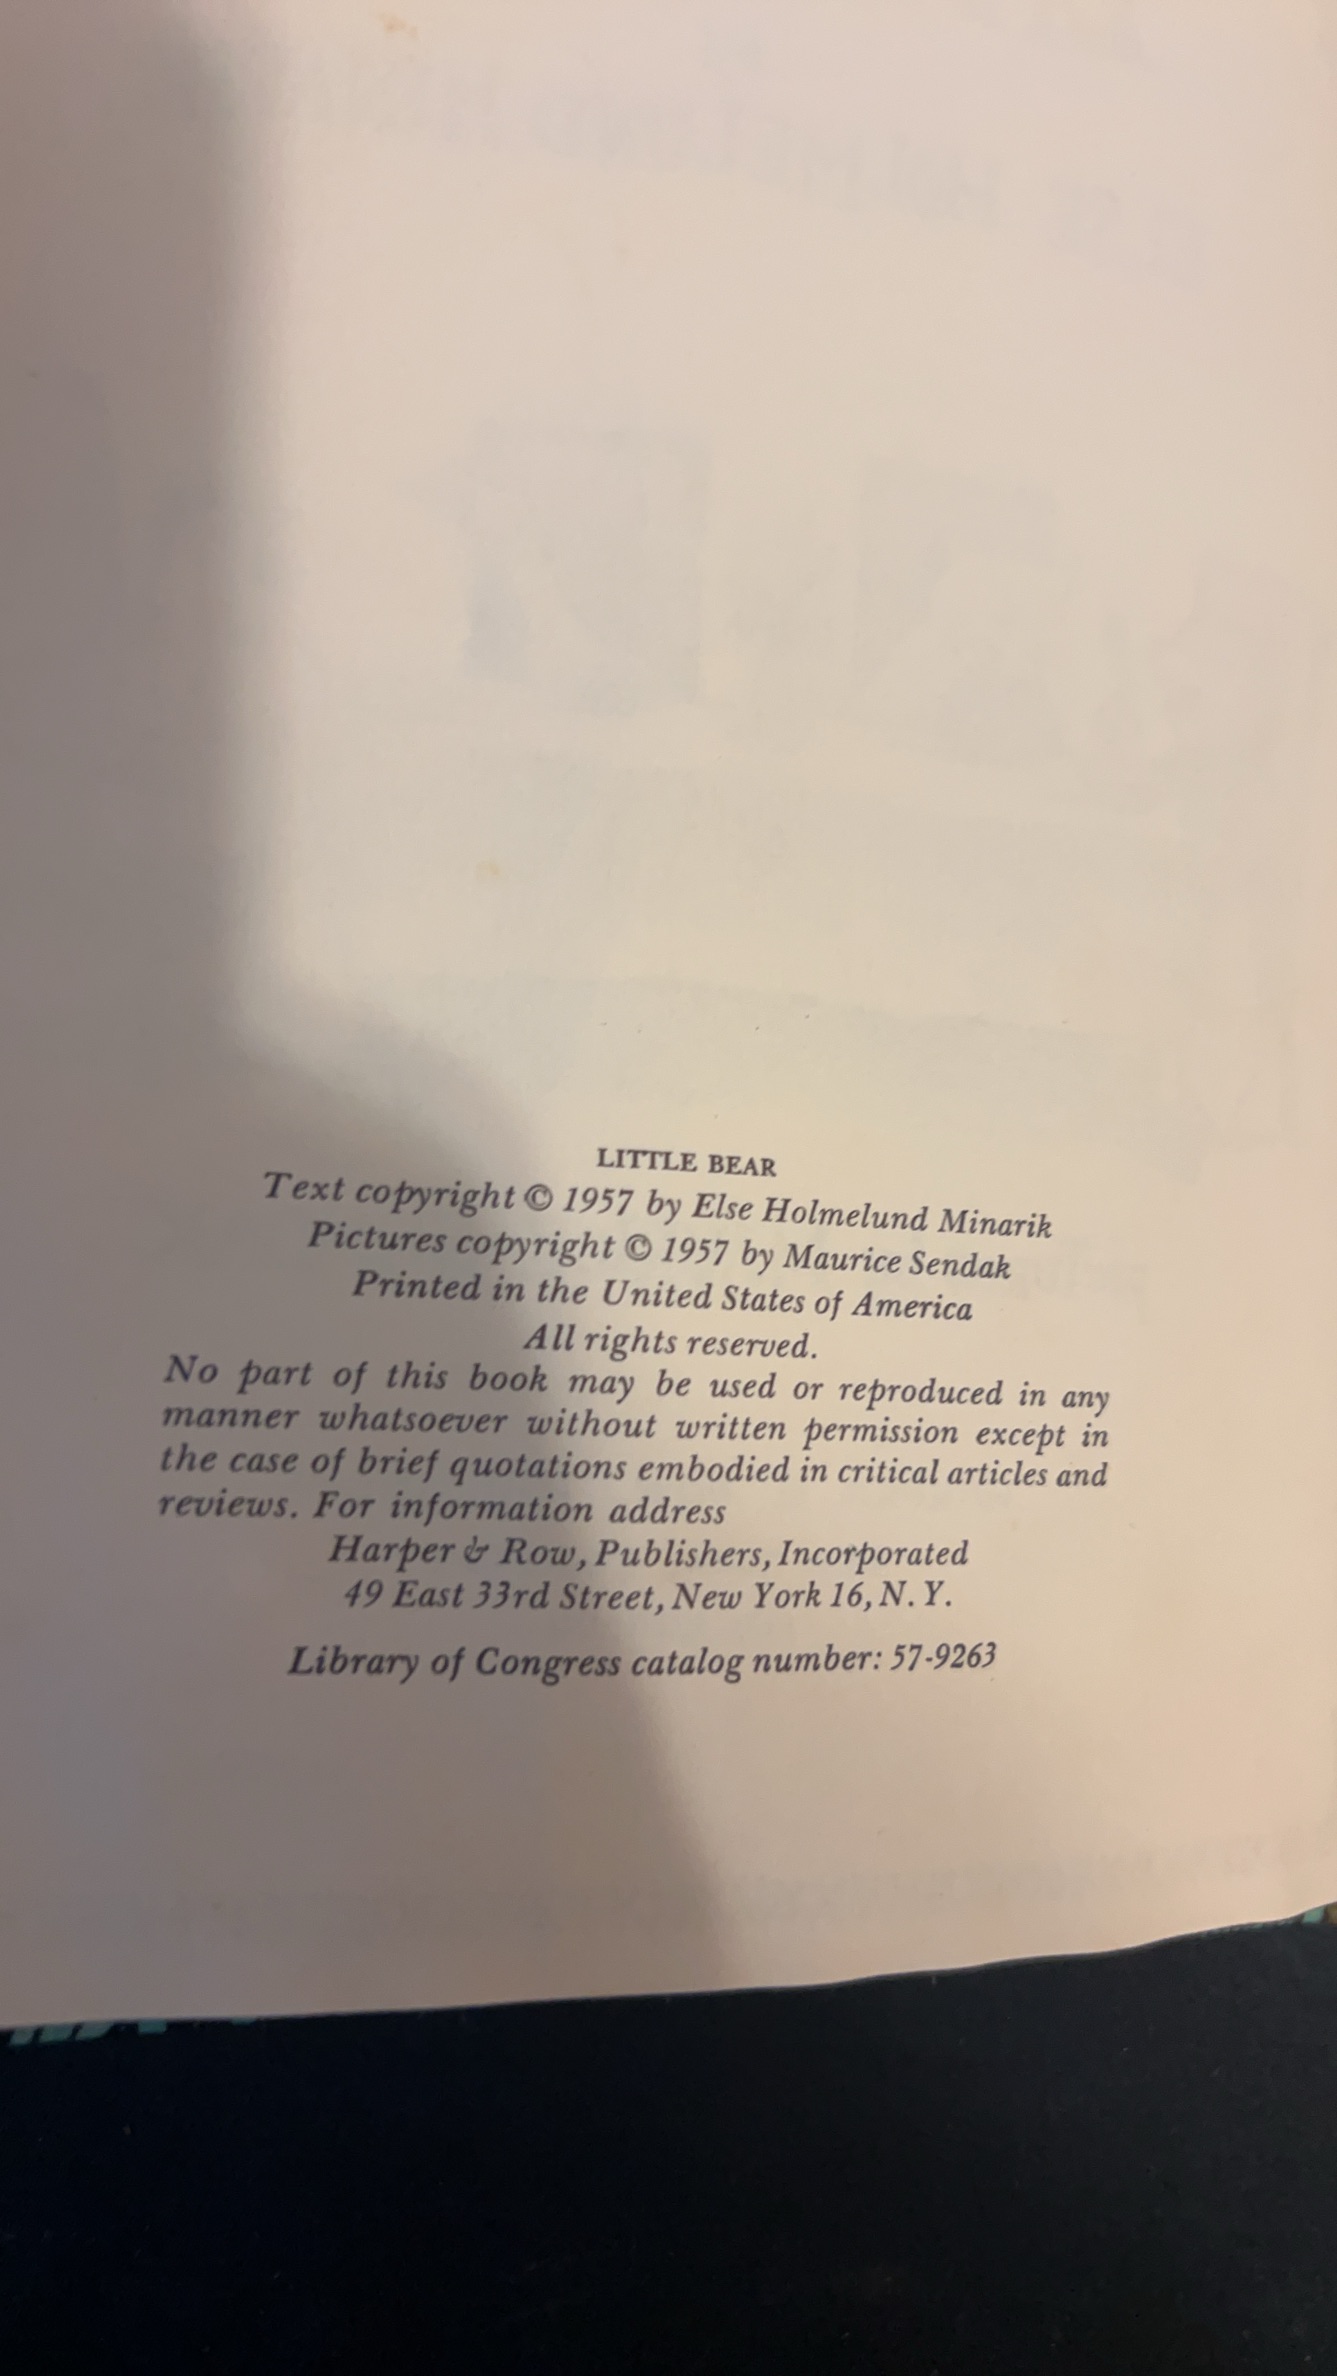 LITTLE BEAR
Text copyright © 1957 by Else Holmelund Minarik
Pictures copyright © 1957 by Maurice Sendak
Printed in the United States of America
All rights reserved.
No part of this book may be used or reproduced in any
manner whatsoever without written permission except in
the case of brief quotations embodied in critical articles and
reviews. For information address
Harper & Row, Publishers, Incorporated
49 East 33rd Street, New York 16, N. Y.
Library of Congress catalog number: 57-9263